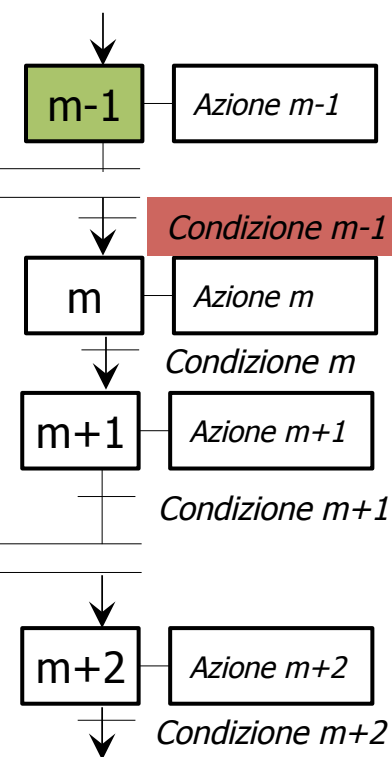 m-1
Azione m-1
Condizione m-1
m
Azione m
Condizione m
m+1
Azione m+1
Condizione m+1
m+2
Azione m+2
Condizione m+2